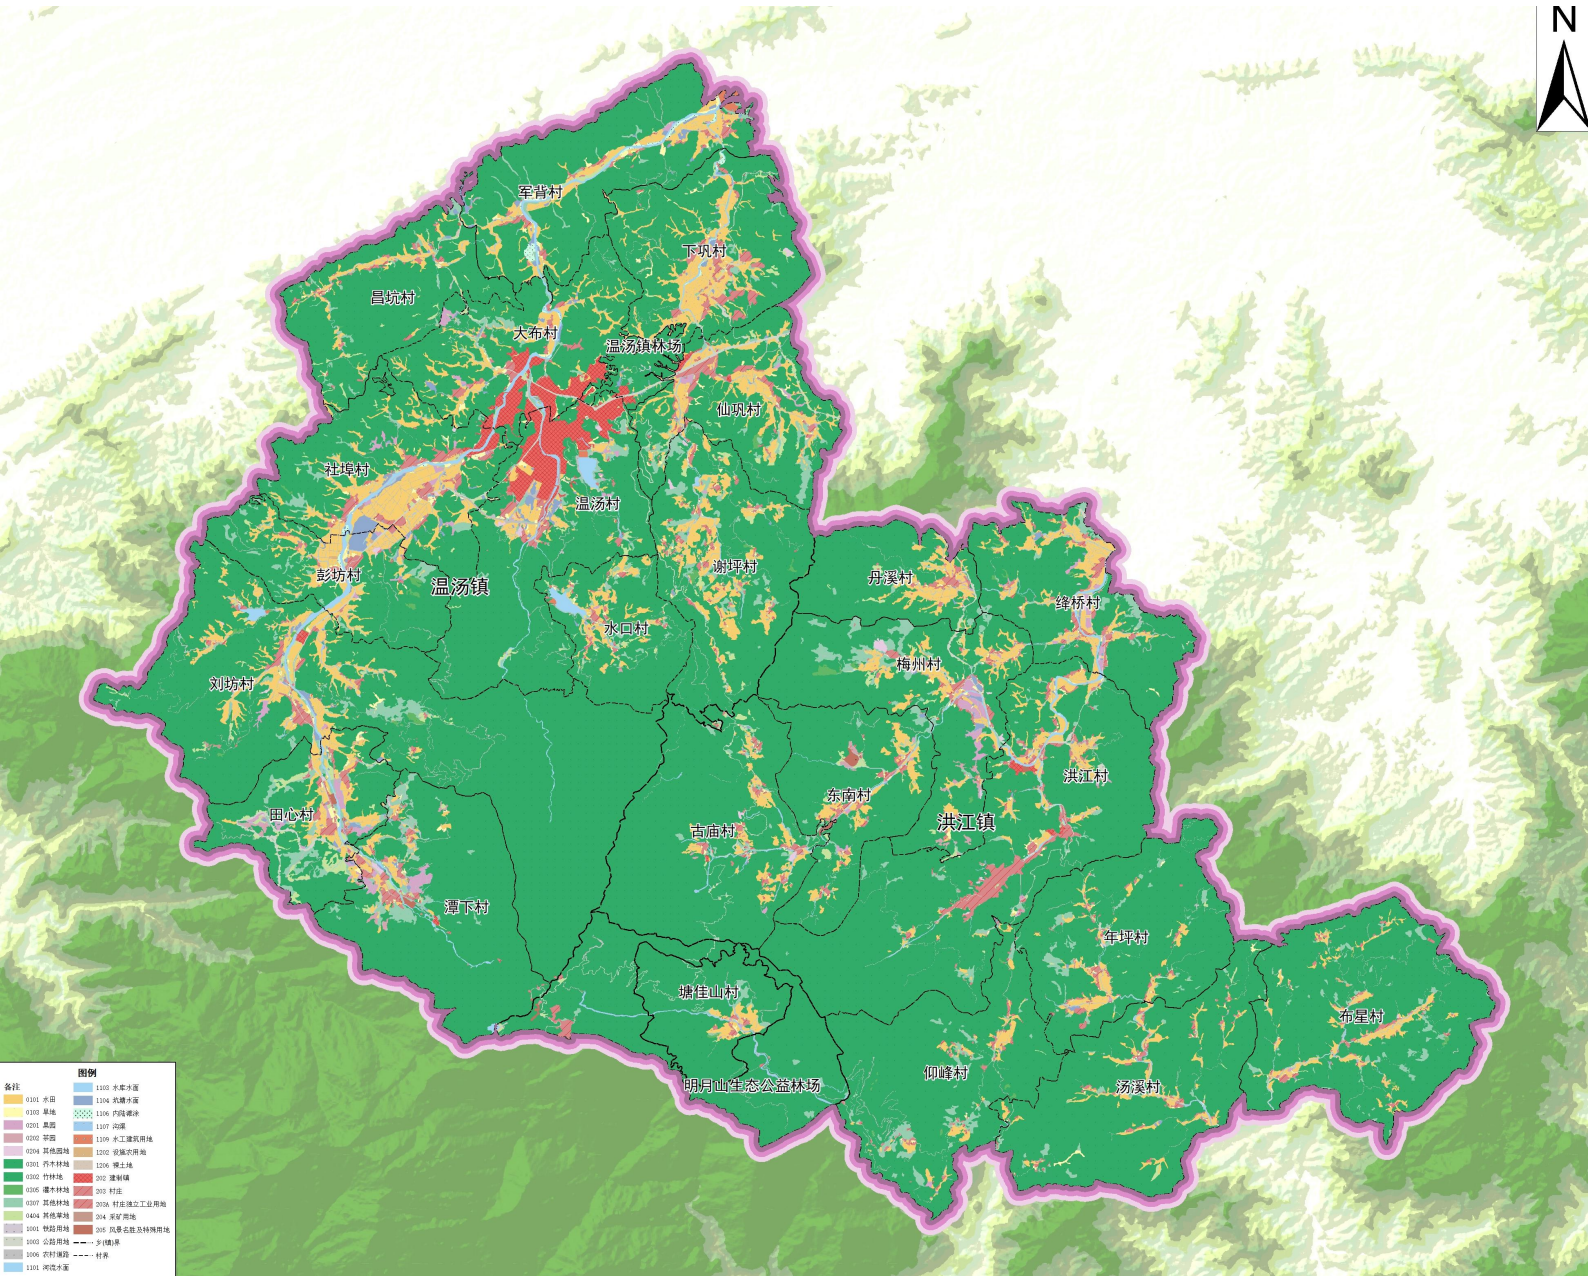 N
军背村
下巩村
昌坑村
大布村
温汤镇林场
仙巩村
社埠村
温汤村
谢坪村
丹溪村
彭坊村
温汤镇
绛桥村
水口村
梅州村
刘坊村
洪江村
东南村
田心村
洪江镇
古庙村
潭下村
年坪村
塘佳山村
布星村
仰峰村
明月山生态公益林场
汤溪村
图例
备注
0101 水田
0103 旱地
0201 果园
0202 茶园
0204 其他园地
0301 乔木林地
0302 竹林地
0305 灌木林地
0307 其他林地
0404 其他草地
1001 铁路用地
1003 公路用地
1006 农村道路
1101 河流水面
1103 水库水面
1104 坑塘水面
1106 内陆滩涂
1107 沟渠
1109 水工建筑用地
1202 设施农用地
1206 裸土地
202 建制镇
203 村庄
203A 村庄独立工业用地
204 采矿用地
205 风景名胜及特殊用地
乡(镇)界
村界